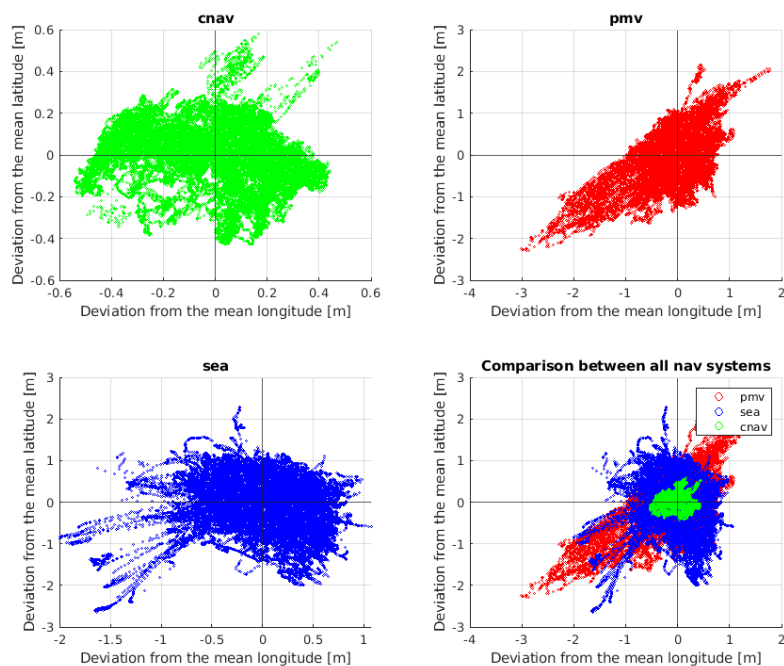 cnav
Deviation from the mean latitude [m]
0.6
0.4
0.2
0
-0.2
-0.4
-0.6
-0.6 -0.4 -0.2 0 0.2 0.4 0.6
Deviation from the mean longitude [m]
pmv
Deviation from the mean latitude [m]
3
2
1
0
-1
-2
3
-4 -3 -2 -1 0 1 2
Deviation from the mean longitude [m]
sea
Deviation from the mean latitude [m]
3
2
1
0
-1
-2
-3
-2 -1.5 -1 -0.5 0 0.5 1
Deviation from the mean longitude [m]
Comparison between all nav systems
Deviation from the mean latitude [m]
3
2
1
0
-1
-2
-3
-4 -3 -2 -1 0 1 2
Deviation from the mean longitude [m]
pmv
sea
cnav